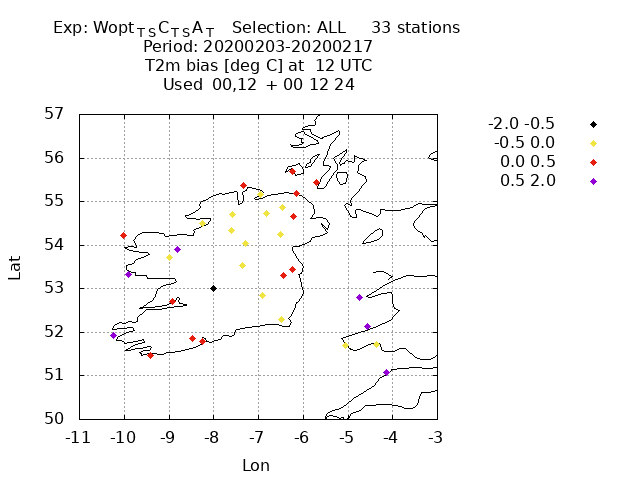 Exp: Wopt T S C T S A T Selection: ALL 33 stations
Period: 20200203-20200217
T2m bias [deg C] at 12 UTC
Used 00,12 + 00 12 24
-2.0 -0.5
-0.5 0.0
0.0 0.5
0.5 2.0
Lat
57
56
55
54
53
52
51
50
-11 -10 -9 -8 -7 -6 -5 -4 -3
Lon